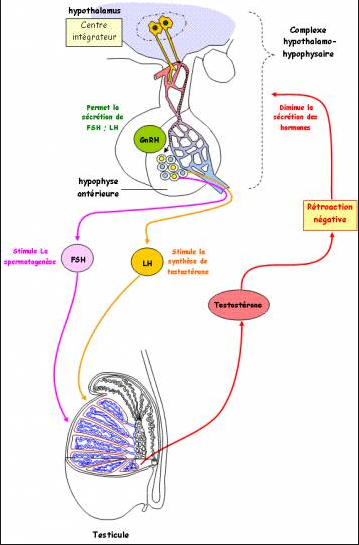 hypothalamus
Centre
intégrateur
Complexe
hypothalamo-
hypophysaire
Permet la
sécrétion de
FSH ; LH
GnRH
Diminue la
sécrétion des
hormones
hypophyse
antérieure
Rétroaction
négative
Stimule La
spermatogenèse
FSH
LH
Stimule la
synthèse de
testostérone
Testostérone
Testicule